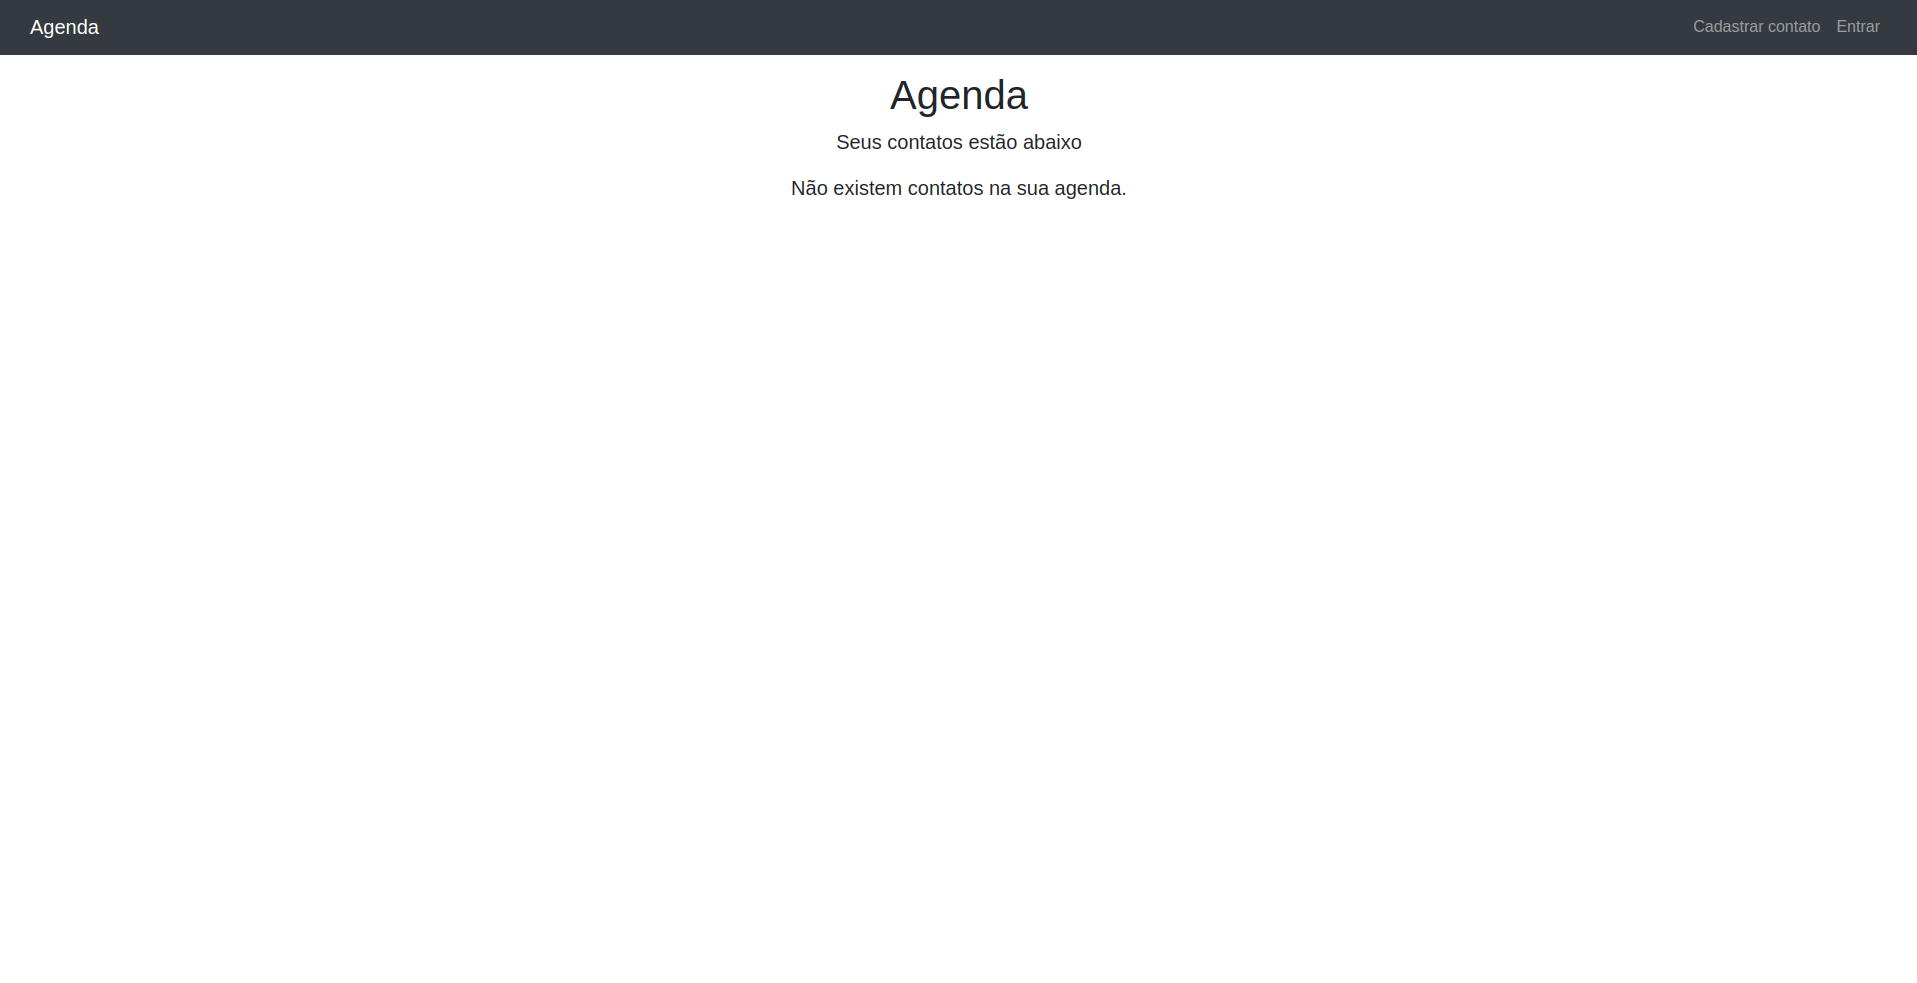 Agenda
Cadastrar contato Entrar
Agenda
Seus contatos estão abaixo
Não existem contatos na sua agenda.